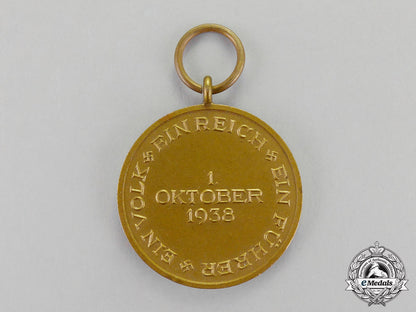 EIN VOLK EIN REICH EIN FÜHRER
1.
OKTOBER
1938
eMedals